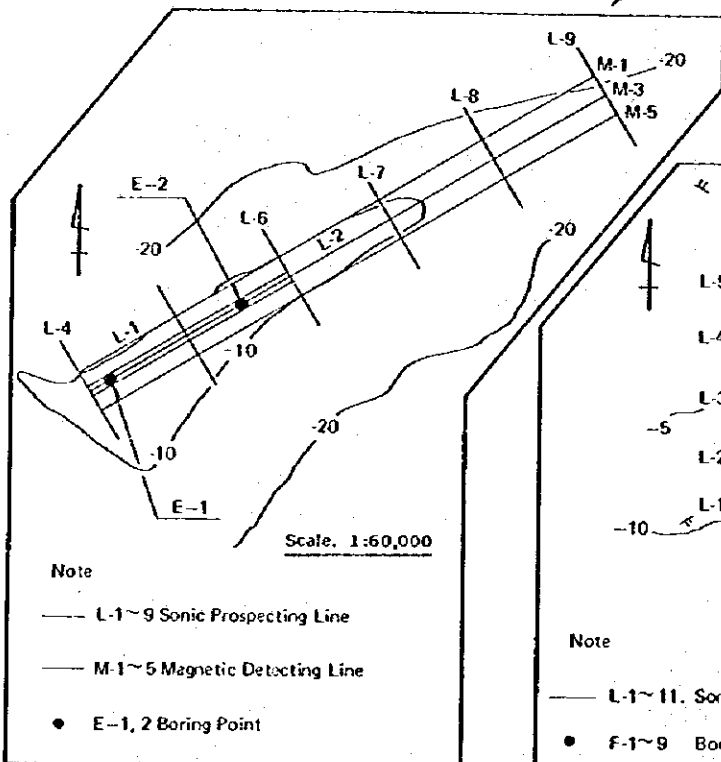 L-9
M-1
-20
M-3
M-5
L-8
E-2
L-7
L-6
L-2
-20
-20
L-4
L-1
-10
-20
-10
E-1
Scale. 1:60,000
Note
L-1~9 Sonic Prospecting Line
M-1~5 Magnetic Detecting Line
E-1, 2 Boring Point
F
L-5
L-4
L-3
-5
L-2
L-1
-10
F
Note
L-1~11. So
F-1~9 Bo